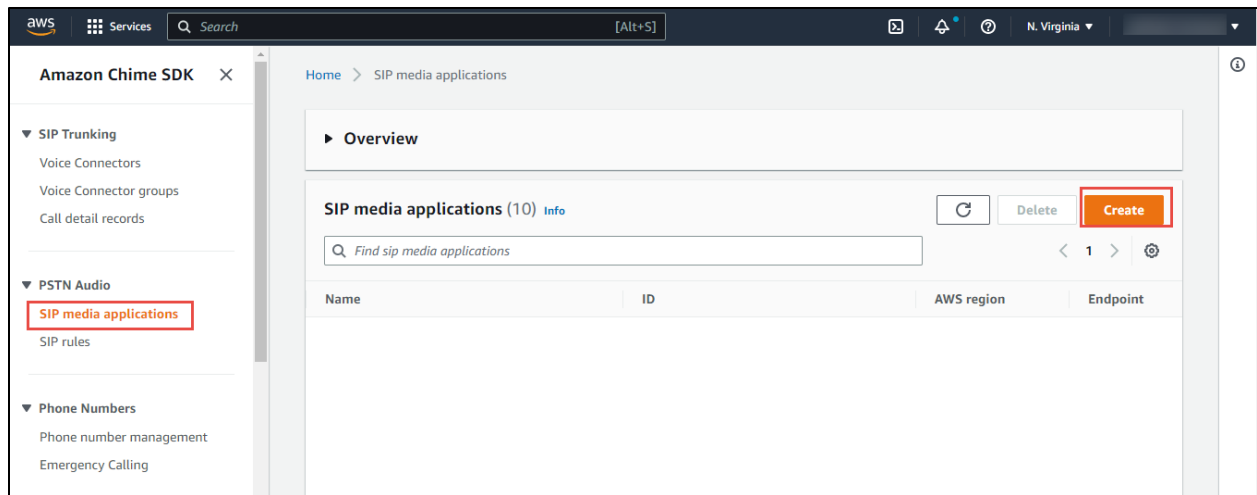 aws
Services
Search
[Alt+S]
N. Virginia
Amazon Chime SDK
SIP Trunking
Voice Connectors
Voice Connector groups
Call detail records
PSTN Audio
SIP media applications
SIP rules
Phone Numbers
Phone number management
Emergency Calling
Home > SIP media applications
Overview
SIP media applications (10) Info
Delete
Create
Find sip media applications
< 1 >
Name ID AWS region Endpoint